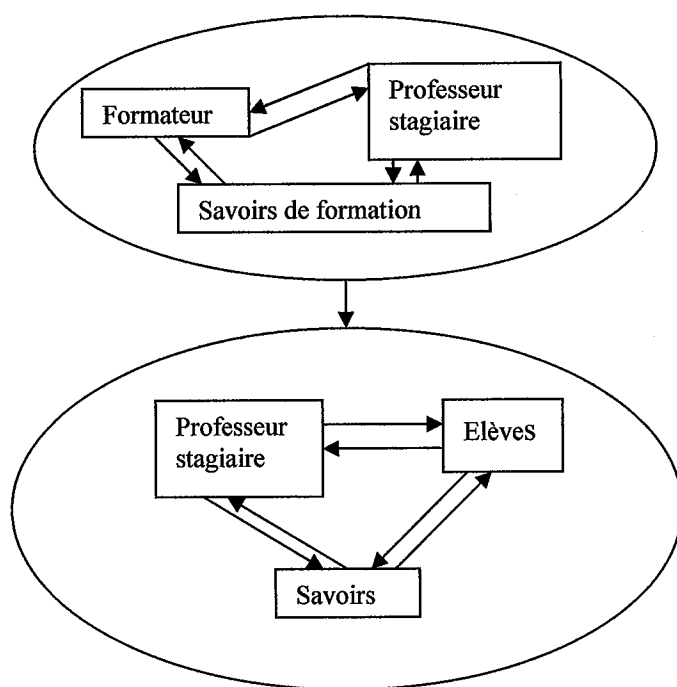 Formateur
Professeur
stagiaire
Savoirs de formation
Professeur
stagiaire
Elèves
Savoirs